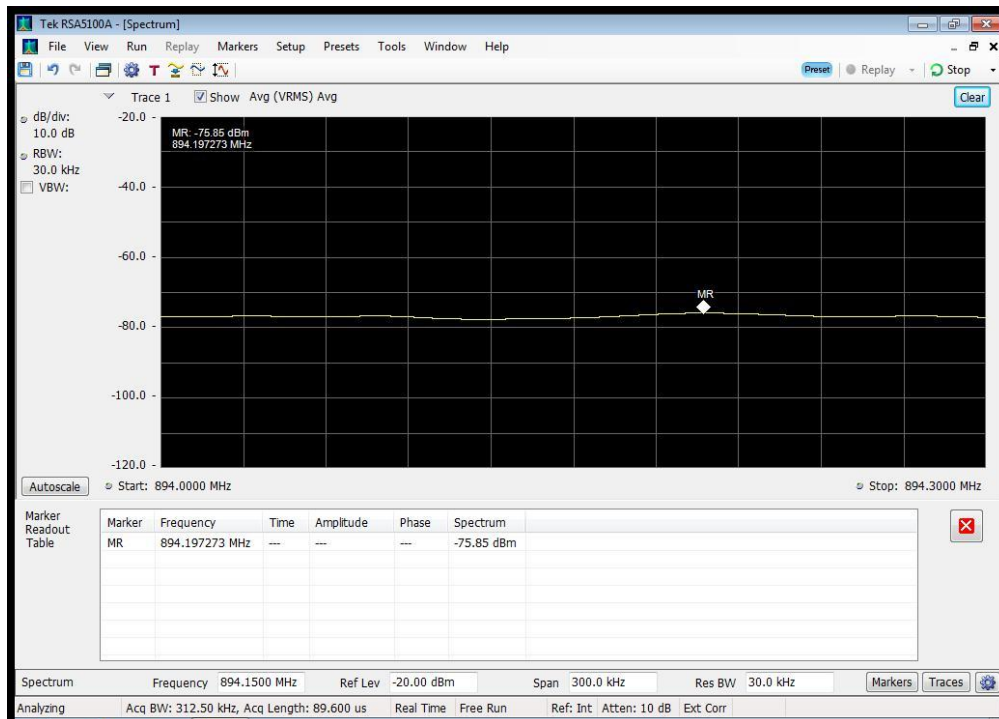 Tek RSA5100A - [Spectrum]
File View Run Replay Markers Setup Presets Tools Window Help
T Preset Replay Stop
Trace 1 Show Avg (VRMS) Avg Clear
dB/div: 10.0 dB
RBW: 30.0 kHz
VBW:
-20.0
-40.0
-60.0
-80.0
-100.0
-120.0
MR: -75.85 dBm
894.197273 MHz
MR
Autoscale Start: 894.0000 MHz Stop: 894.3000 MHz
Marker Readout Table
Marker Frequency Time Amplitude Phase Spectrum
MR 894.197273 MHz --- --- --- -75.85 dBm
Spectrum Frequency 894.1500 MHz Ref Lev -20.00 dBm Span 300.0 kHz Res BW 30.0 kHz Markers Traces
Analyzing Acq BW: 312.50 kHz, Acq Length: 89.600 us Real Time Free Run Ref: Int Atten: 10 dB Ext Corr